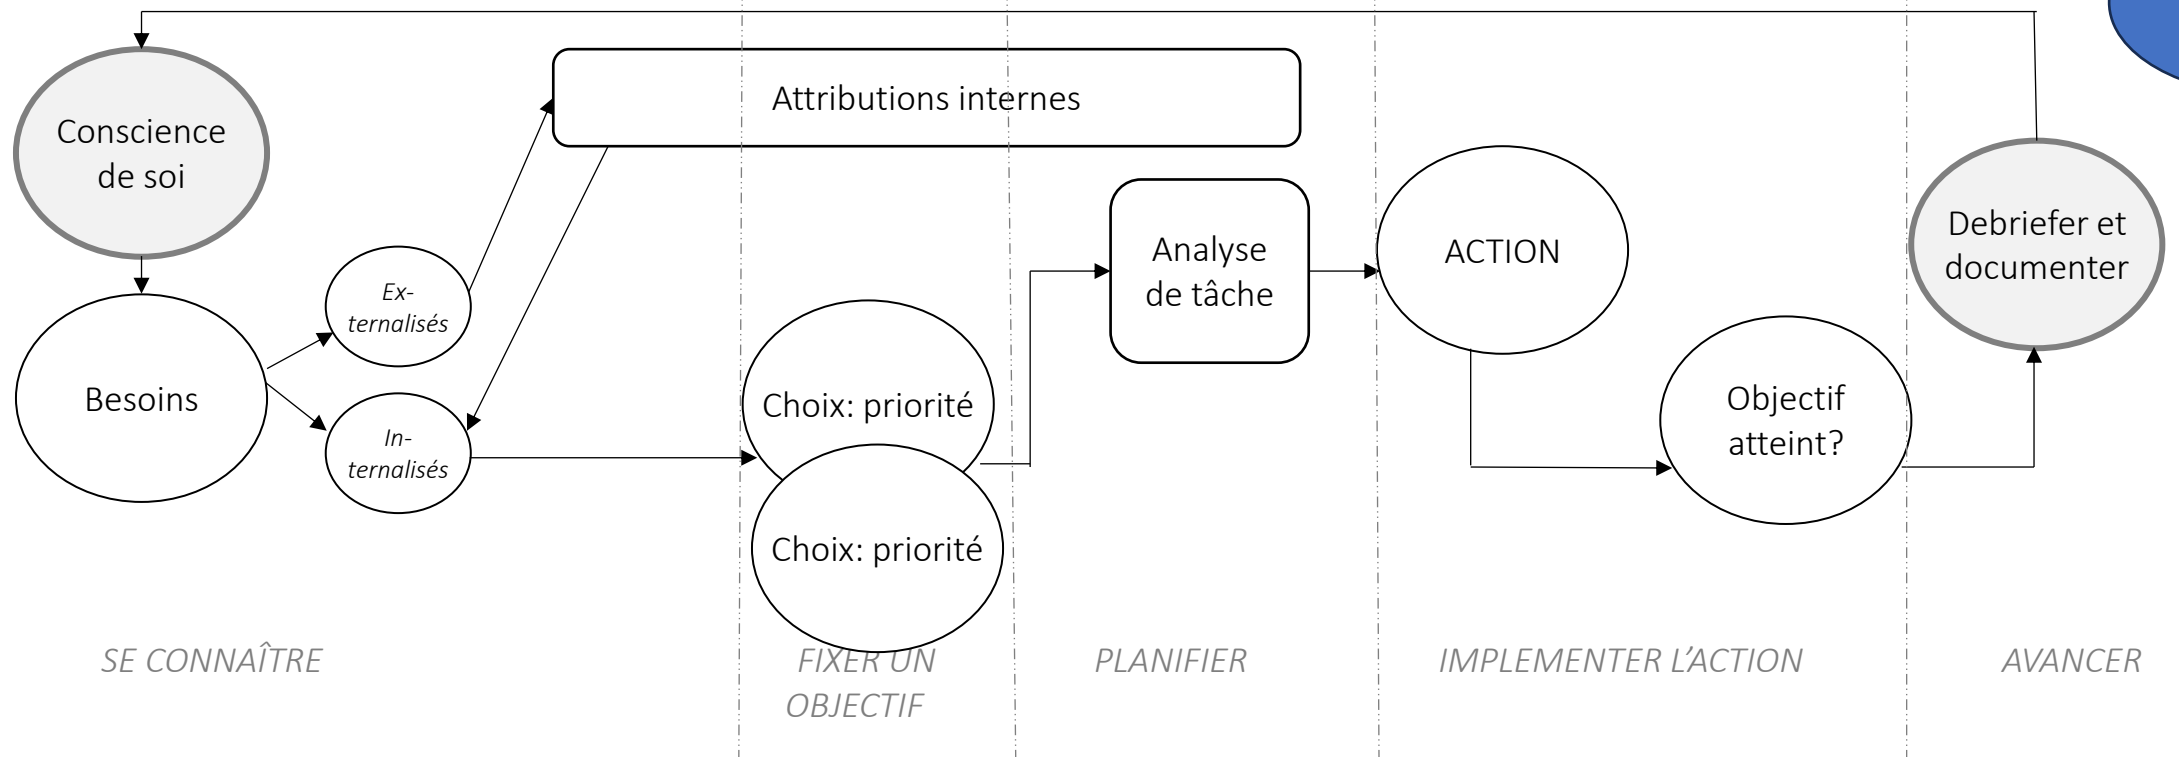 Attributions internes
Conscience
de soi
Ex-
ternalisés
Besoins
In-
ternalisés
Choix: priorité
Choix: priorité
Analyse
de tâche
ACTION
Objectif
atteint?
Debriefer et
documenter
SE CONNAÎTRE
FIXER UN
OBJECTIF
PLANIFIER
IMPLEMENTER L’ACTION
AVANCER